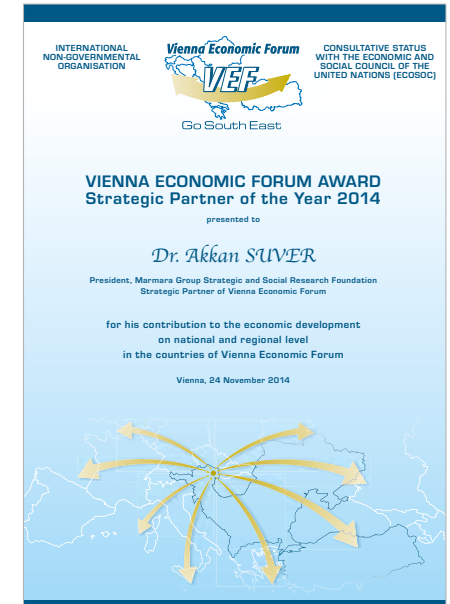 INTERNATIONAL
NON-GOVERNMENTAL
ORGANISATION
Vienna Economic Forum
VEF
Go South East
CONSULTATIVE STATUS
WITH THE ECONOMIC AND
SOCIAL COUNCIL OF THE
UNITED NATIONS (ECOSOC)
VIENNA ECONOMIC FORUM AWARD
Strategic Partner of the Year 2014
presented to
Dr. Akkan SUVER
President, Marmara Group Strategic and Social Research Foundation
Strategic Partner of Vienna Economic Forum
for his contribution to the economic development
on national and regional level
in the countries of Vienna Economic Forum
Vienna, 24 November 2014